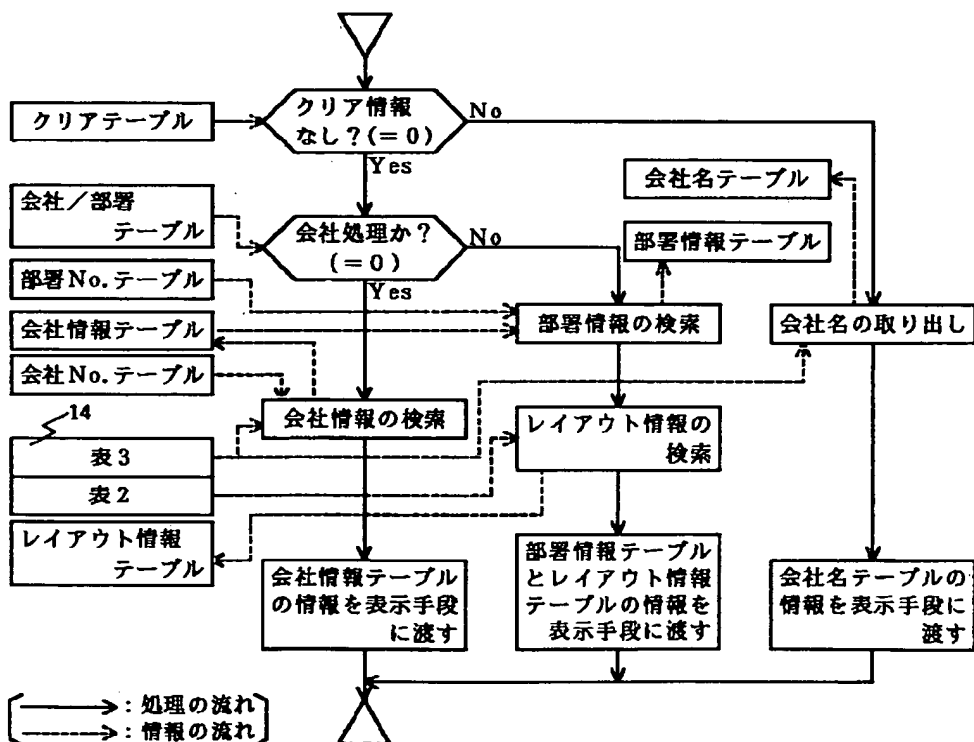 クリアテーブル
クリア情報
なし？(＝0)
No
Yes
会社名テーブル
会社／部署
テーブル
会社処理か？
(＝0)
No
Yes
部署情報テーブル
部署No.テーブル
会社情報テーブル
会社No.テーブル
部署情報の検索
会社名の取り出し
14
会社情報の検索
レイアウト情報の
検索
表3
表2
レイアウト情報
テーブル
会社情報テーブル
の情報を表示手段
に渡す
部署情報テーブル
とレイアウト情報
テーブルの情報を
表示手段に渡す
会社名テーブルの
情報を表示手段に
渡す
：処理の流れ
：情報の流れ